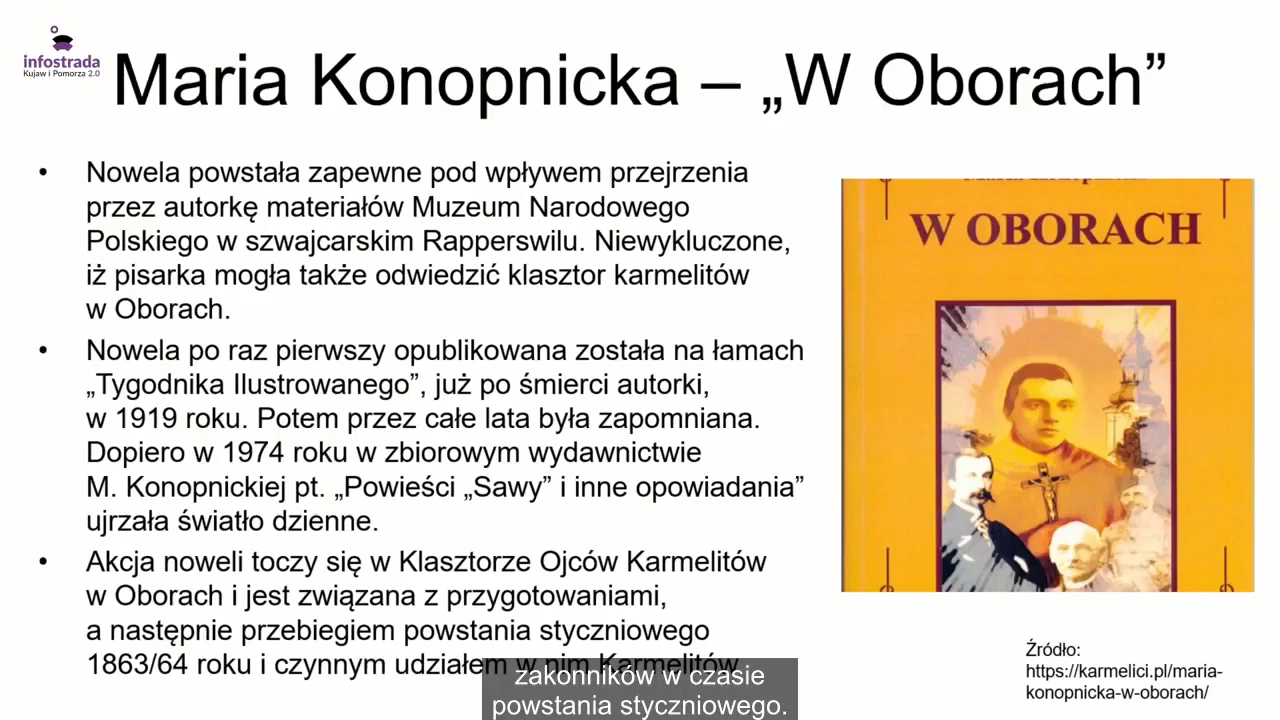 infostrada
Kujaw i Pomorza 2.0
Maria Konopnicka – „W Oborach”
• Nowela powstała zapewne pod wpływem przejrzenia
przez autorkę materiałów Muzeum Narodowego
Polskiego w szwajcarskim Rapperswilu. Niewykluczone,
iż pisarka mogła także odwiedzić klasztor karmelitów
w Oborach.
• Nowela po raz pierwszy opublikowana została na łamach
„Tygodnika Ilustrowanego”, już po śmierci autorki,
w 1919 roku. Potem przez całe lata była zapomniana.
Dopiero w 1974 roku w zbiorowym wydawnictwie
M. Konopnickiej pt. „Powieści „Sawy” i inne opowiadania”
ujrzała światło dzienne.
• Akcja noweli toczy się w Klasztorze Ojców Karmelitów
w Oborach i jest związana z przygotowaniami,
a następnie przebiegiem powstania styczniowego
1863/64 roku i czynnym udziałem w nim Karmelitów
W OBORACH
Źródło:
https://karmelici.pl/maria-
konopnicka-w-oborach/
zakonników w czasie
powstania styczniowego.